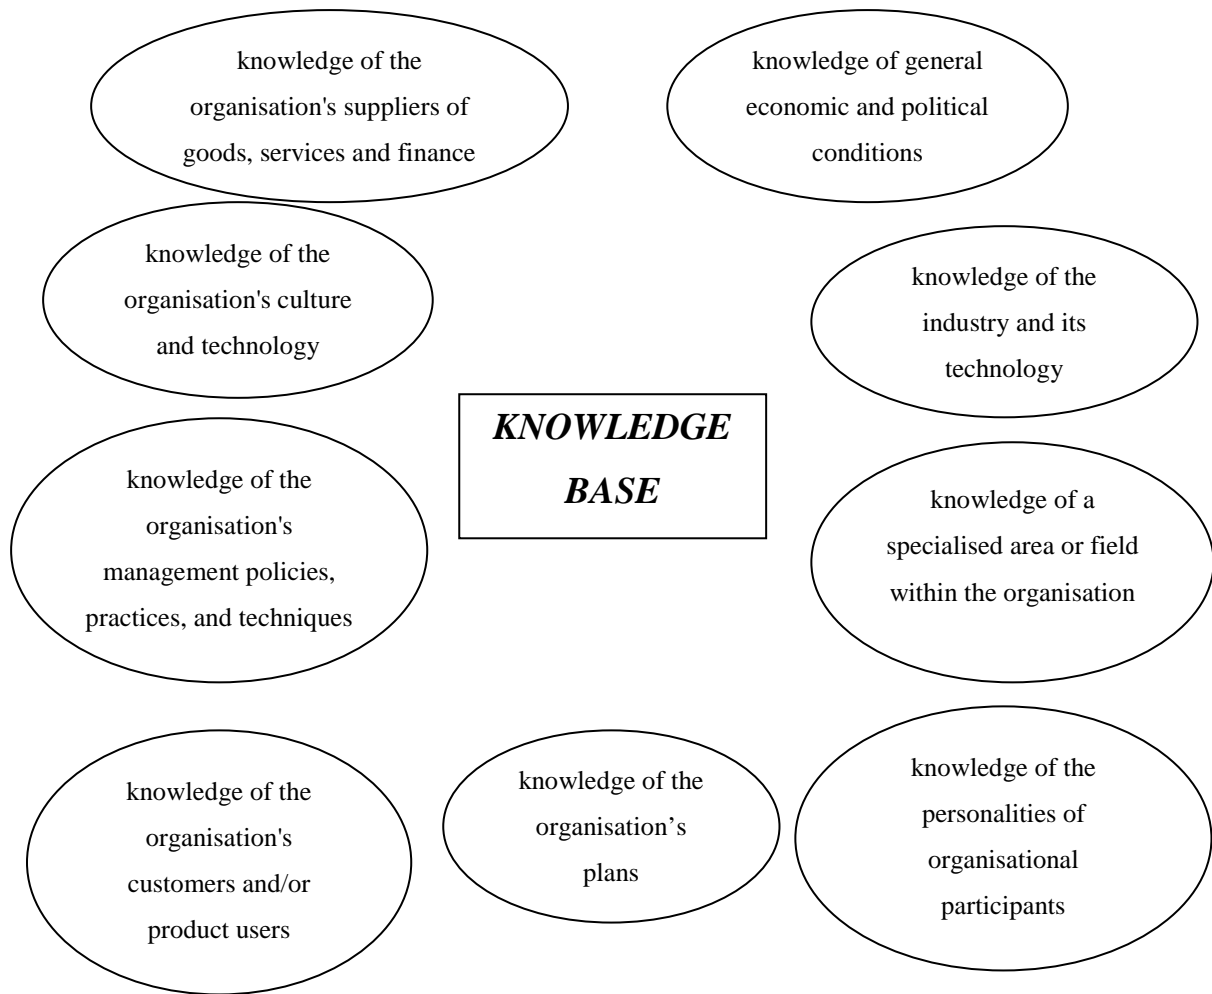 knowledge of the
organisation's suppliers of
goods, services and finance
knowledge of general
economic and political
conditions
knowledge of the
organisation's culture
and technology
knowledge of the
industry and its
technology
KNOWLEDGE
BASE
knowledge of the
organisation's
management policies,
practices, and techniques
knowledge of a
specialised area or field
within the organisation
knowledge of the
organisation's
customers and/or
product users
knowledge of the
organisation’s
plans
knowledge of the
personalities of
organisational
participants